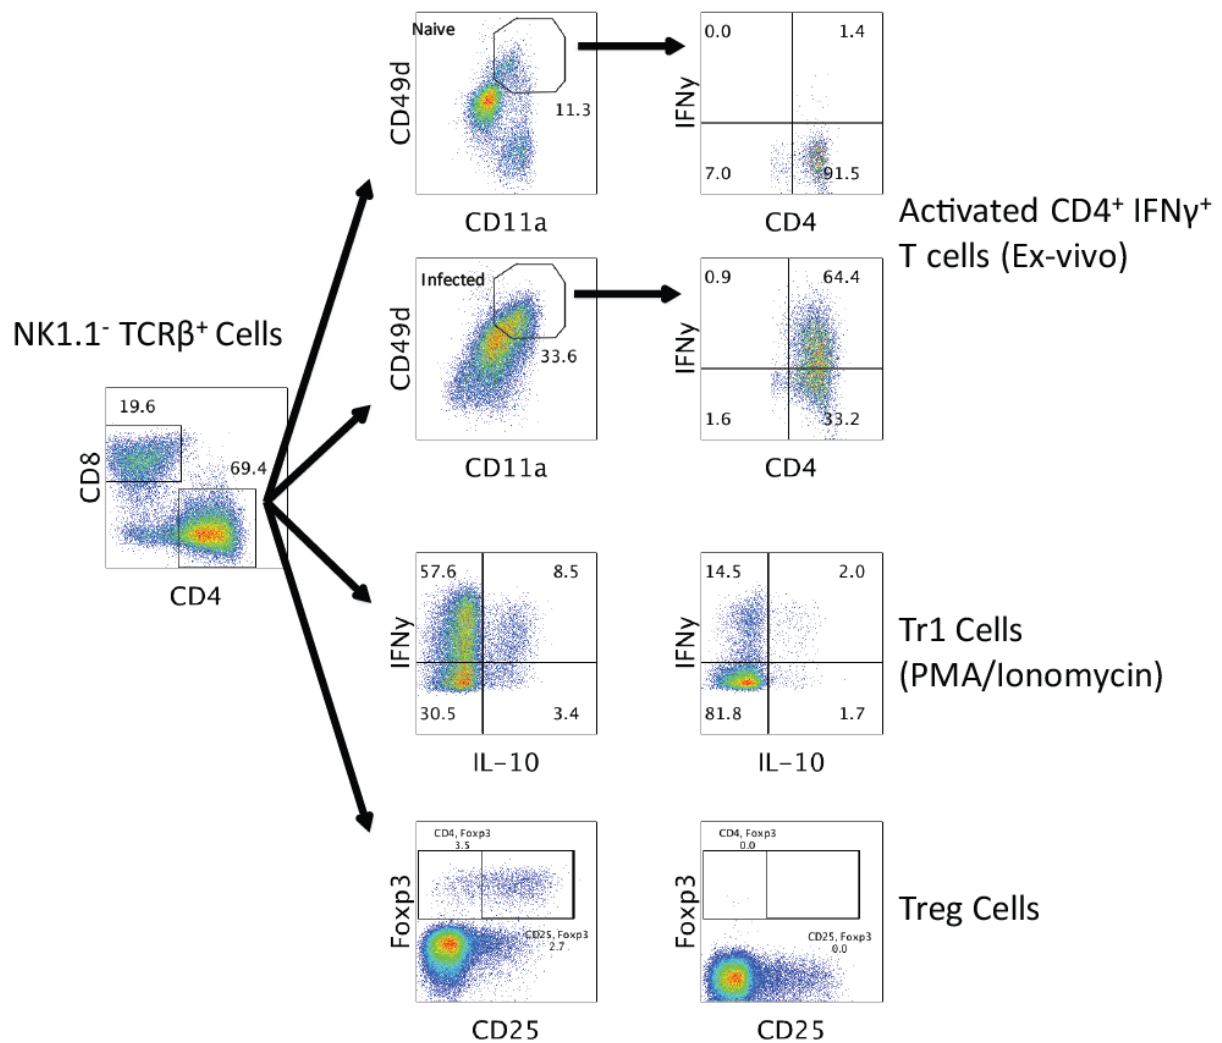 Naive
CD49d
11.3
CD11a
IFNγ
0.0
1.4
7.0
91.5
CD4
Activated CD4⁺ IFNγ⁺
T cells (Ex-vivo)
Infected
CD49d
33.6
CD11a
IFNγ
0.9
64.4
1.6
33.2
CD4
NK1.1⁻ TCRβ⁺ Cells
19.6
CD8
69.4
CD4
IFNγ
57.6
8.5
30.5
3.4
IL-10
IFNγ
14.5
2.0
81.8
1.7
IL-10
Tr1 Cells
(PMA/Ionomycin)
CD4, Foxp3
3.5
Foxp3
CD25, Foxp3
2.7
CD25
CD4, Foxp3
0.0
Foxp3
CD25, Foxp3
0.0
CD25
Treg Cells